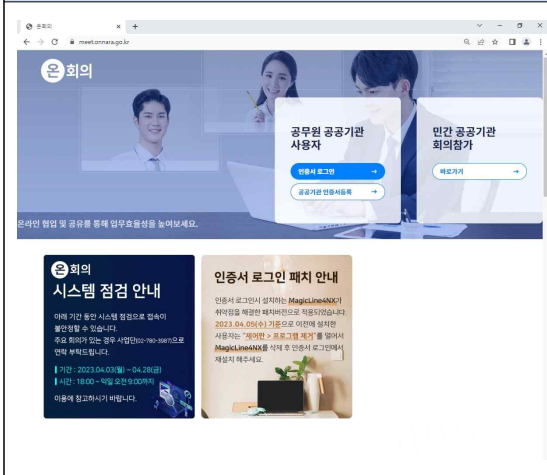 온회의
meet.onnara.go.kr
온회의
공무원 공공기관
사용자
인증서 로그인 →
공공기관 인증서등록 →
민간 공공기관
회의참가
바로가기 →
온라인 협업 및 공유를 통해 업무효율성을 높여보세요.
온회의
시스템 점검 안내
아래 기간 동안 시스템 점검으로 접속이
불안정할 수 있습니다.
주요 회의가 있는 경우 사업단(02-780-3987)으로
연락 부탁드립니다.
기간 : 2023.04.03(월) ~ 04.28(금)
시간 : 18:00 ~ 익일 오전 9:00까지
이용에 참고하시기 바랍니다.
인증서 로그인 패치 안내
인증서 로그인시 설치하는 MagicLine4NX가
취약점을 해결한 패치버전으로 적용되었습니다.
2023.04.05(수) 기준으로 이전에 설치한
사용자는 "제어판 > 프로그램 제거"를 열어서
MagicLine4NX를 삭제 후 인증서 로그인에서
재설치 해주세요.